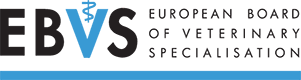 EBVS
EUROPEAN BOARD
OF VETERINARY
SPECIALISATION